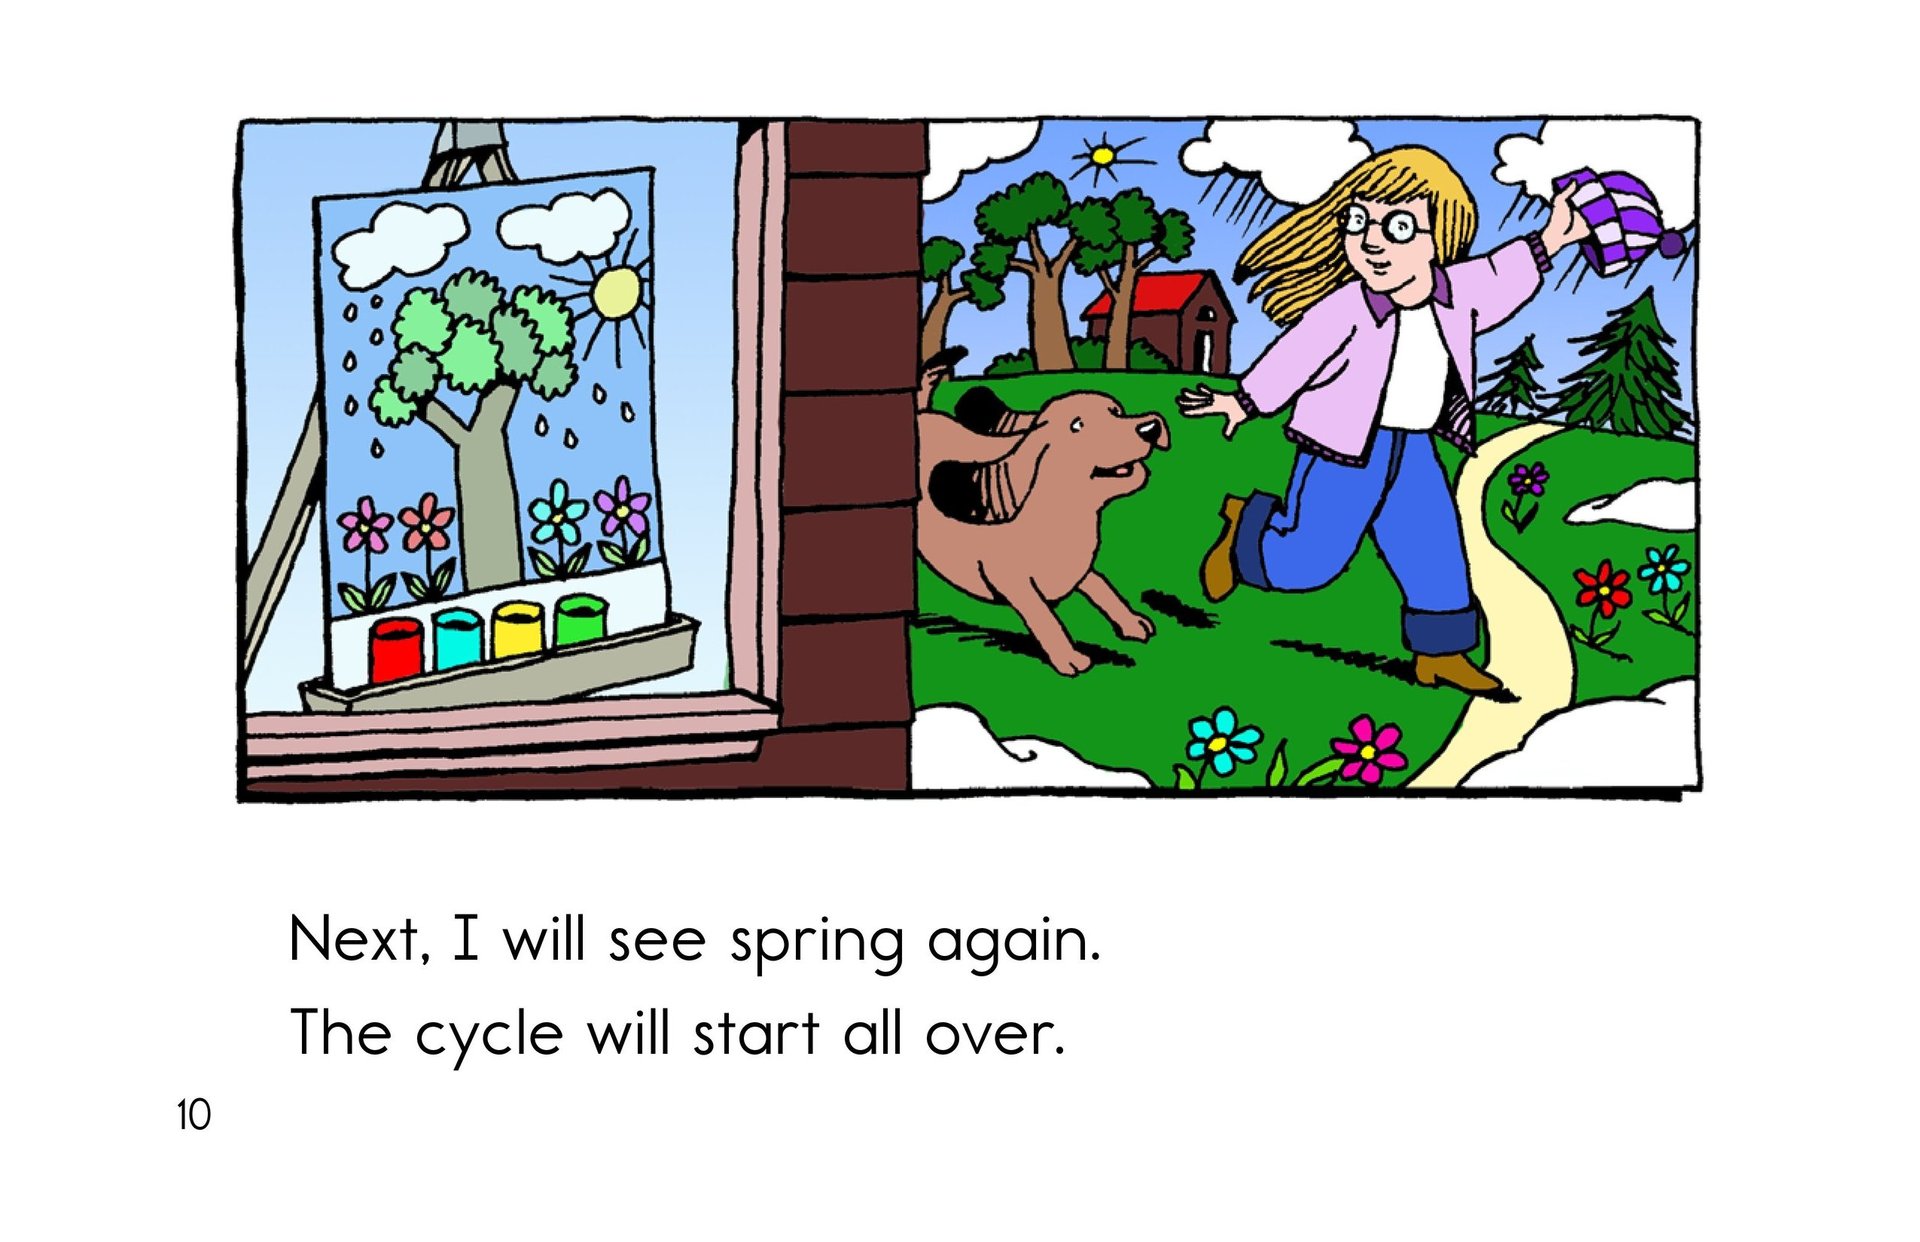 Next, I will see spring again.
The cycle will start all over.
10